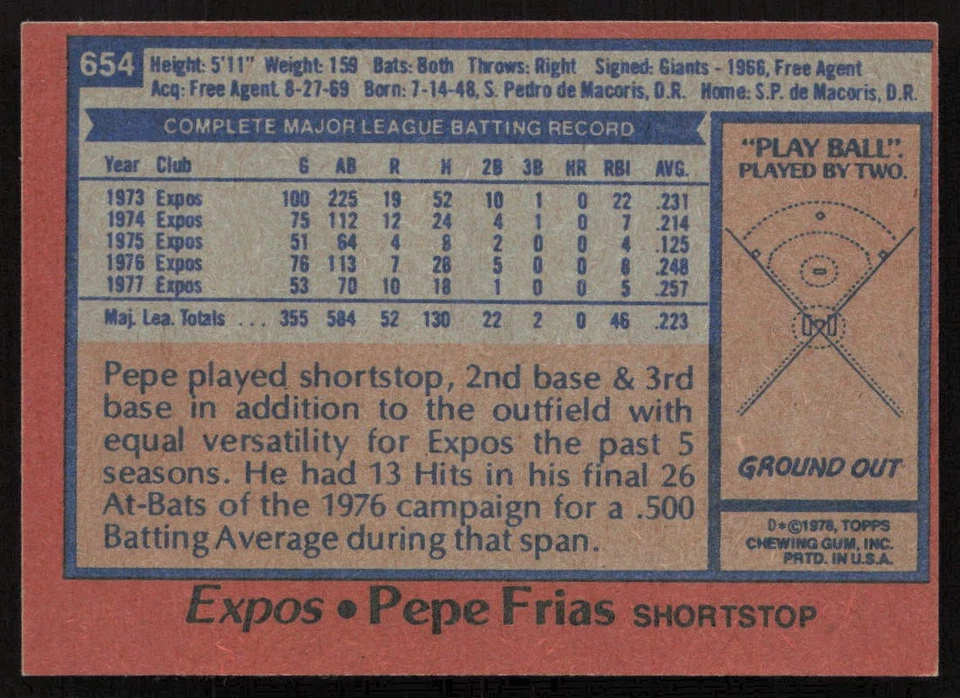 654
Height: 5'11" Weight: 159 Bats: Both Throws: Right Signed: Giants - 1966, Free Agent
Acq: Free Agent 8-27-69 Born: 7-14-48, S. Pedro de Macoris, D.R. Home: S.P. de Macoris, D.R.
COMPLETE MAJOR LEAGUE BATTING RECORD
Year Club G AB R H 2B 3B HR RBI AVG.
1973 Expos 100 225 19 52 10 1 0 22 .231
1974 Expos 75 112 12 24 4 1 0 7 .214
1975 Expos 51 64 4 8 2 0 0 4 .125
1976 Expos 76 113 7 28 5 0 0 8 .248
1977 Expos 53 70 10 18 1 0 0 5 .257
Maj. Lea. Totals ... 355 584 52 130 22 2 0 46 .223
Pepe played shortstop, 2nd base & 3rd
base in addition to the outfield with
equal versatility for Expos the past 5
seasons. He had 13 Hits in his final 26
At-Bats of the 1976 campaign for a .500
Batting Average during that span.
"PLAY BALL".
PLAYED BY TWO.
GROUND OUT
D*©1978, TOPPS
CHEWING GUM, INC.
PRTD. IN U.S.A.
Expos • Pepe Frias SHORTSTOP